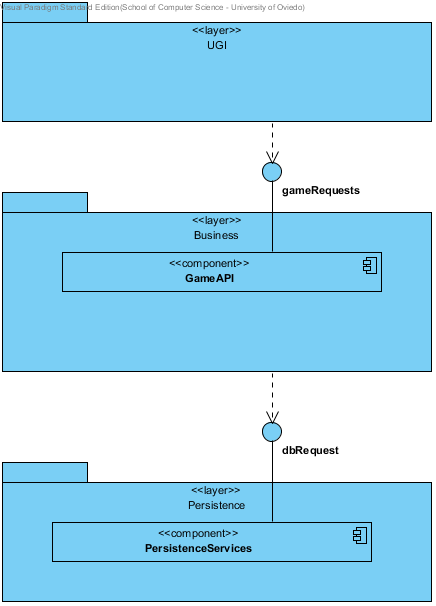 Visual Paradigm Standard Edition(School of Computer Science - University of Oviedo)
<<layer>>
UGI
gameRequests
<<layer>>
Business
<<component>>
GameAPI
dbRequest
<<layer>>
Persistence
<<component>>
PersistenceServices